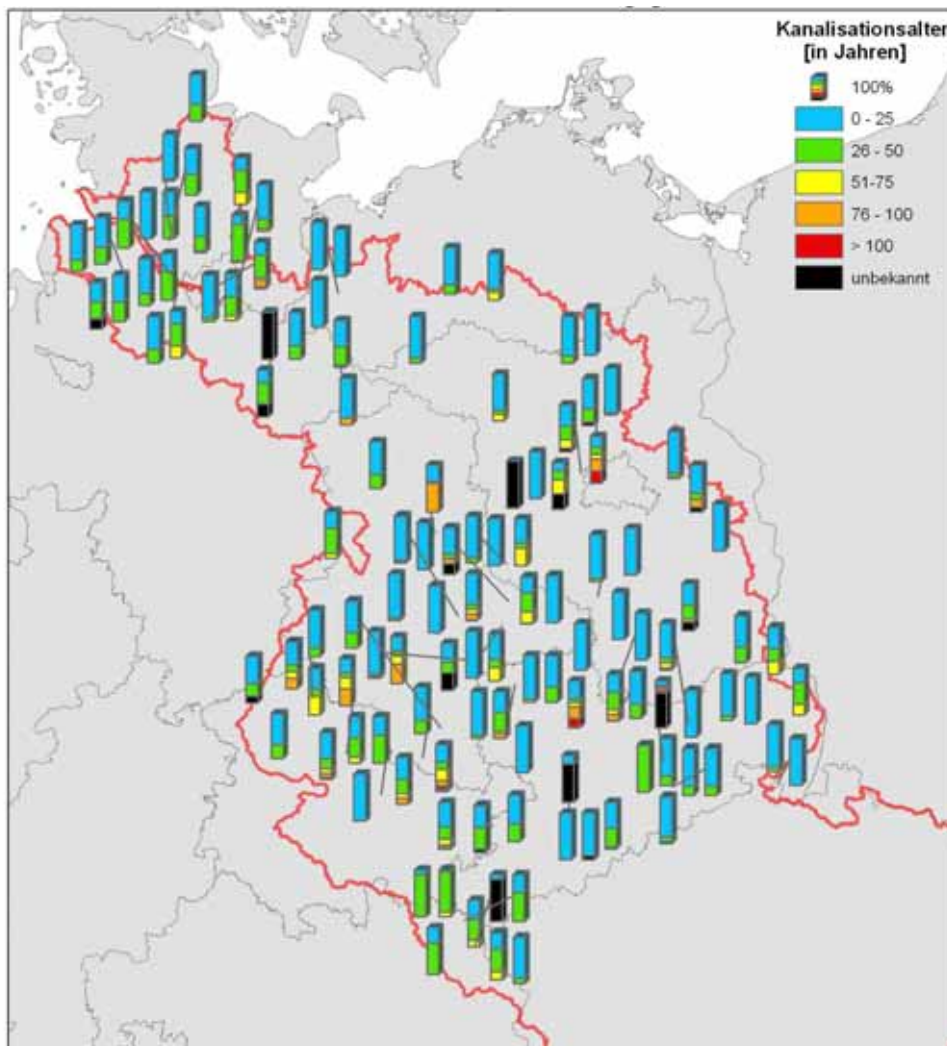 Kanalisationsalter
[in Jahren]
100%
0 - 25
26 - 50
51-75
76 - 100
> 100
unbekannt